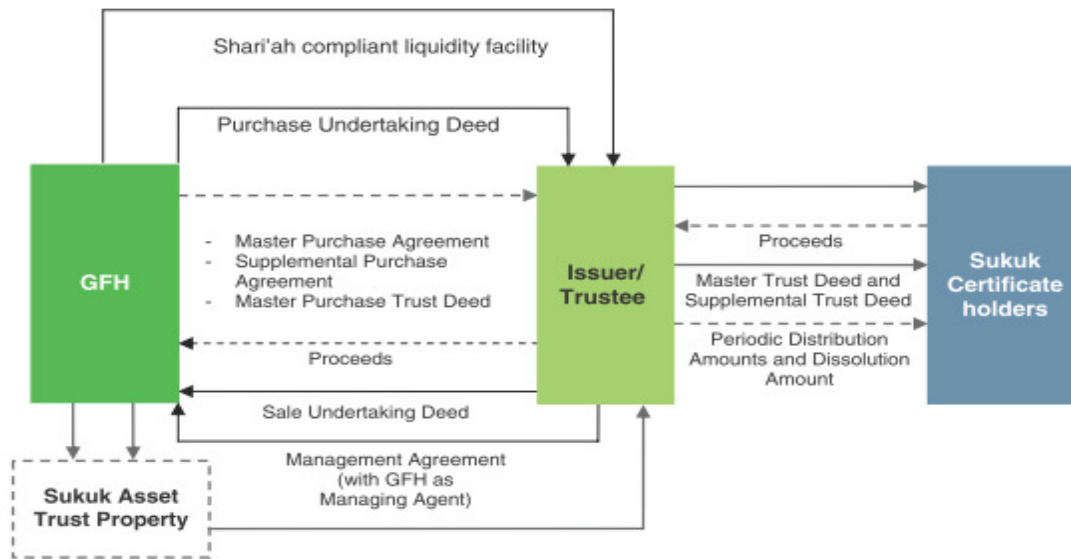 Shari'ah compliant liquidity facility
Purchase Undertaking Deed
GFH
- Master Purchase Agreement
- Supplemental Purchase
Agreement
- Master Purchase Trust Deed
Proceeds
Sale Undertaking Deed
Management Agreement
(with GFH as
Managing Agent)
Sukuk Asset
Trust Property
Issuer/
Trustee
Proceeds
Master Trust Deed and
Supplemental Trust Deed
Periodic Distribution
Amounts and Dissolution
Amount
Sukuk
Certificate
holders